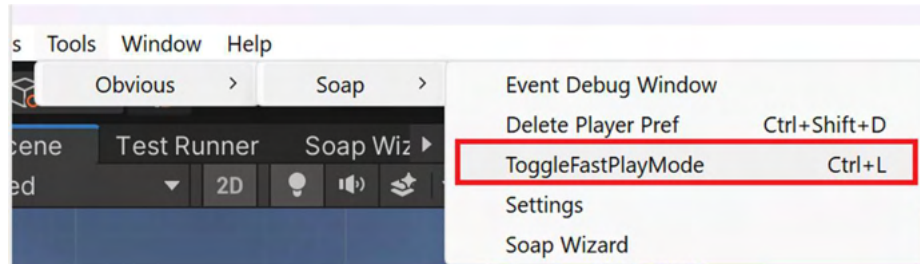 s Tools Window Help
Obvious > Soap > Event Debug Window
Delete Player Pref Ctrl+Shift+D
cene Test Runner Soap Wiz
ToggleFastPlayMode Ctrl+L
ed 2D
Settings
Soap Wizard